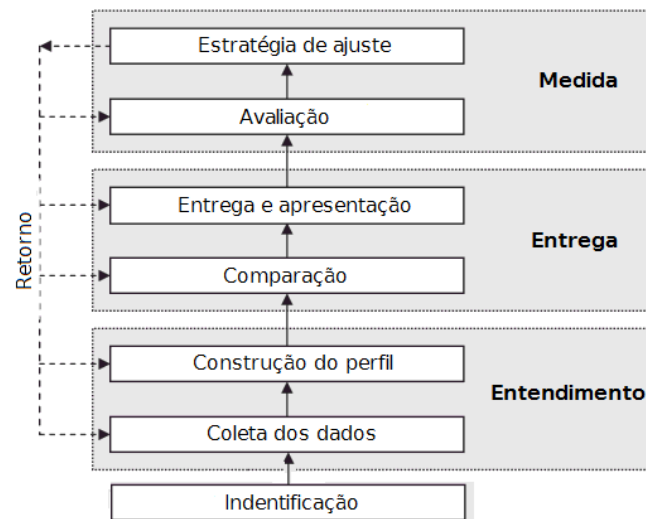 Estratégia de ajuste
Medida
Avaliação
Entrega e apresentação
Entrega
Comparação
Retorno
Construção do perfil
Entendimento
Coleta dos dados
Indentificação